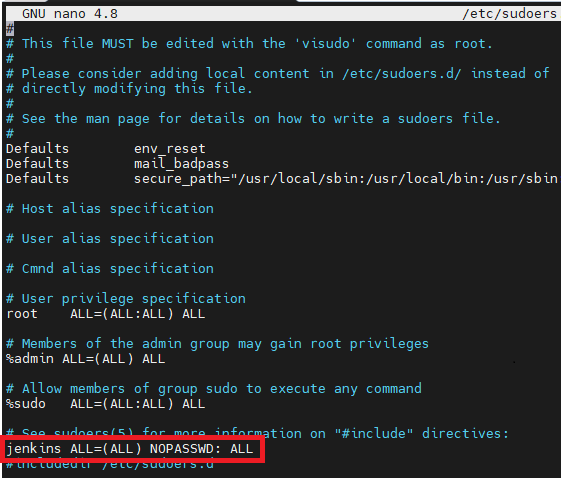 GNU nano 4.8 /etc/sudoers
#
# This file MUST be edited with the 'visudo' command as root.
#
# Please consider adding local content in /etc/sudoers.d/ instead of
# directly modifying this file.
#
# See the man page for details on how to write a sudoers file.
#
Defaults        env_reset
Defaults        mail_badpass
Defaults        secure_path="/usr/local/sbin:/usr/local/bin:/usr/sbin
# Host alias specification
# User alias specification
# Cmnd alias specification
# User privilege specification
root    ALL=(ALL:ALL) ALL
# Members of the admin group may gain root privileges
%admin ALL=(ALL) ALL
# Allow members of group sudo to execute any command
%sudo   ALL=(ALL:ALL) ALL
# See sudoers(5) for more information on "#include" directives:
jenkins ALL=(ALL) NOPASSWD: ALL
#includedir /etc/sudoers.d